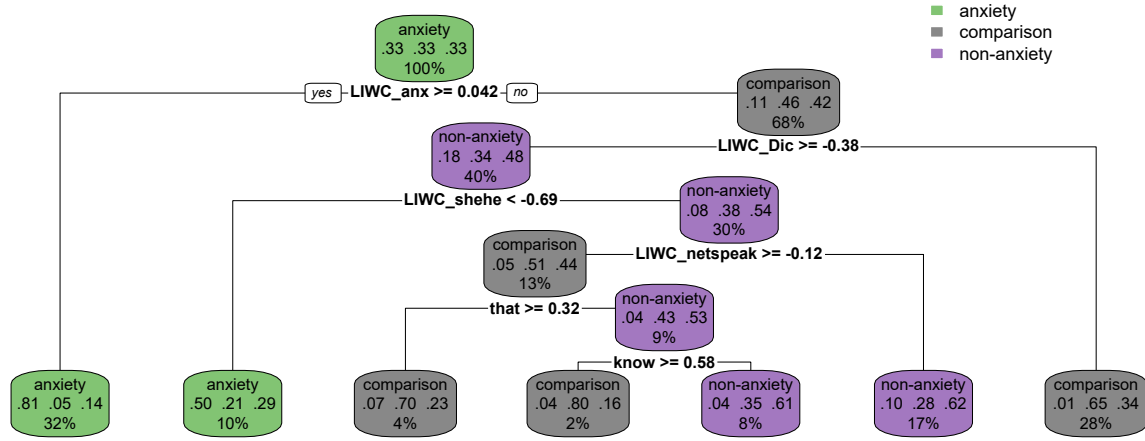 anxiety
comparison
non-anxiety
anxiety
.33 .33 .33
100%
yes LIWC_anx >= 0.042 no
comparison
.11 .46 .42
68%
LIWC_Dic >= -0.38
non-anxiety
.18 .34 .48
40%
LIWC_shehe < -0.69
non-anxiety
.08 .38 .54
30%
LIWC_netspeak >= -0.12
comparison
.05 .51 .44
13%
that >= 0.32
non-anxiety
.04 .43 .53
9%
know >= 0.58
anxiety
.81 .05 .14
32%
anxiety
.50 .21 .29
10%
comparison
.07 .70 .23
4%
comparison
.04 .80 .16
2%
non-anxiety
.04 .35 .61
8%
non-anxiety
.10 .28 .62
17%
comparison
.01 .65 .34
28%